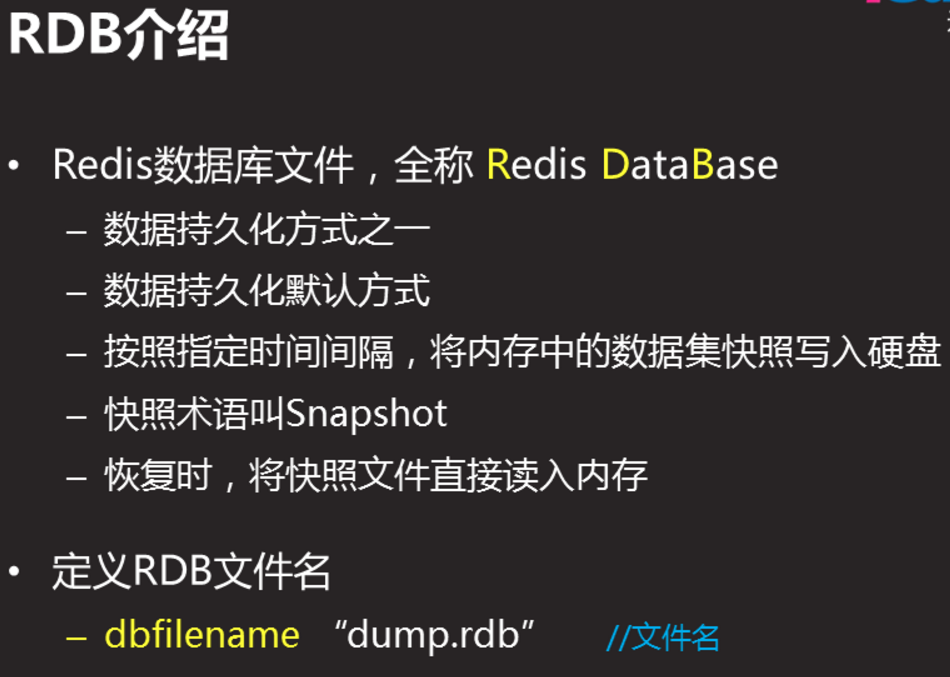 RDB介绍
• Redis数据库文件，全称 Redis DataBase
– 数据持久化方式之一
– 数据持久化默认方式
– 按照指定时间间隔，将内存中的数据集快照写入硬盘
– 快照术语叫Snapshot
– 恢复时，将快照文件直接读入内存
• 定义RDB文件名
– dbfilename “dump.rdb” //文件名